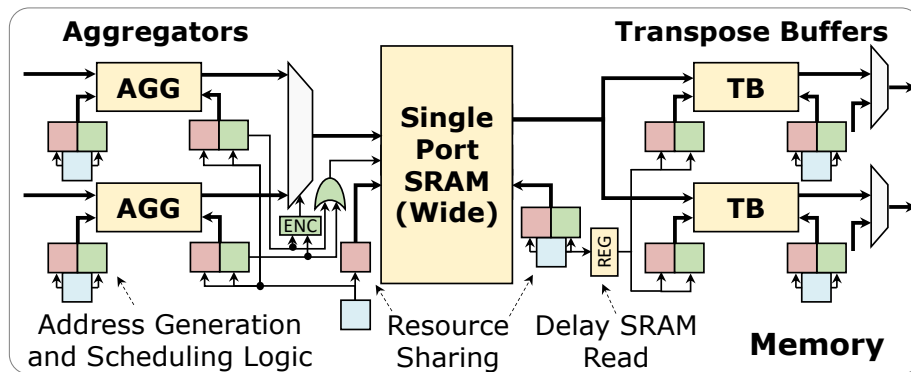 Aggregators
Transpose Buffers
AGG
TB
Single
Port
SRAM
(Wide)
AGG
TB
ENC
REG
Address Generation
and Scheduling Logic
Resource
Sharing
Delay SRAM
Read
Memory